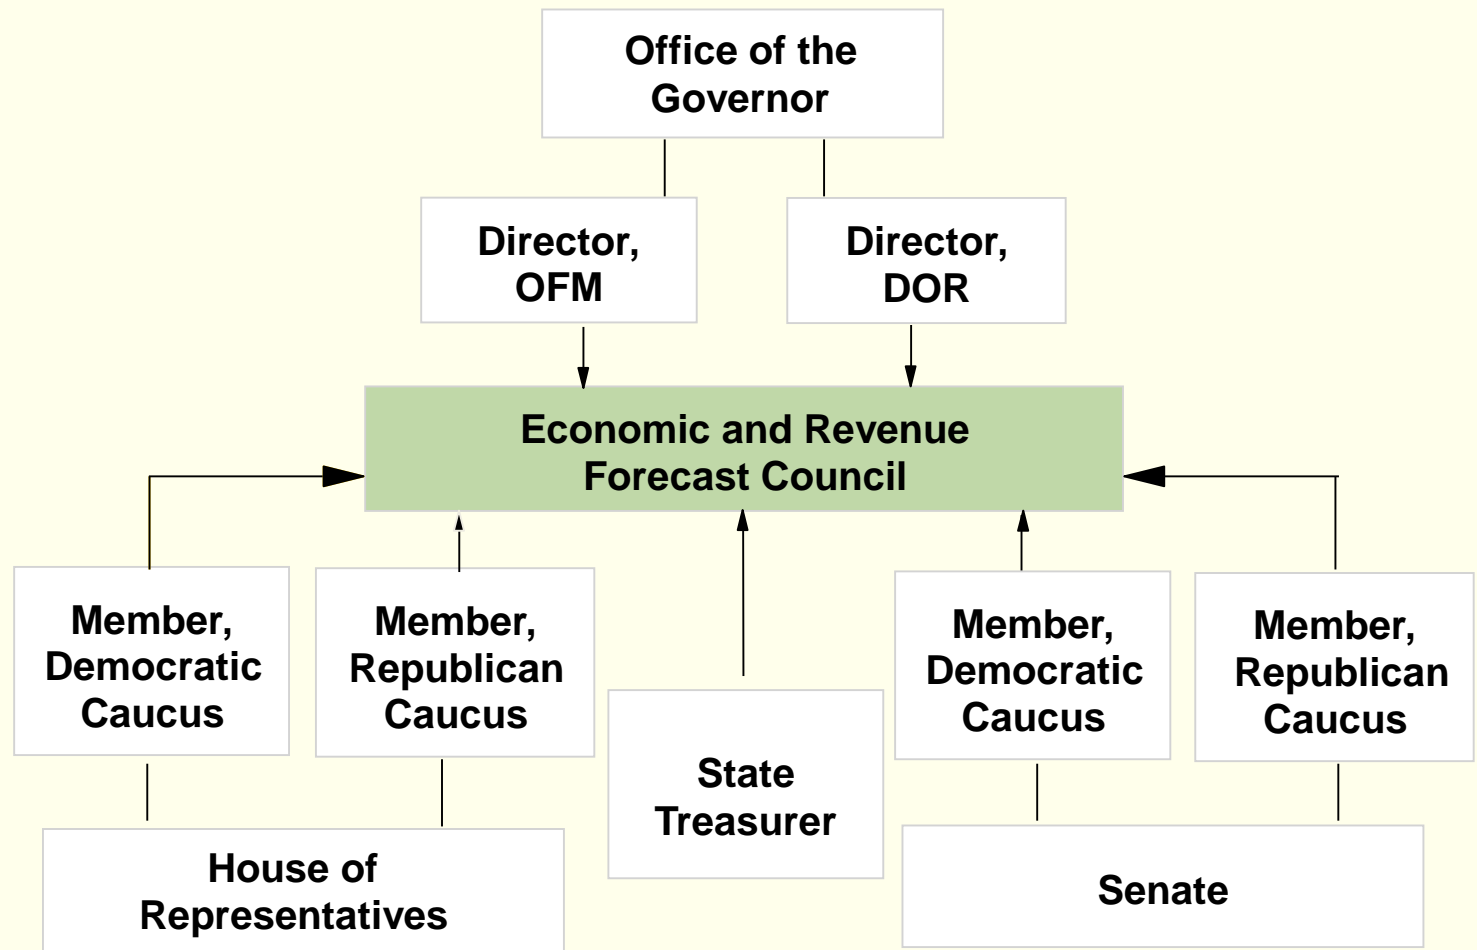 Office of the
Governor
Director,
OFM
Director,
DOR
Economic and Revenue
Forecast Council
Member,
Democratic
Caucus
Member,
Republican
Caucus
State
Treasurer
Member,
Democratic
Caucus
Member,
Republican
Caucus
House of
Representatives
Senate